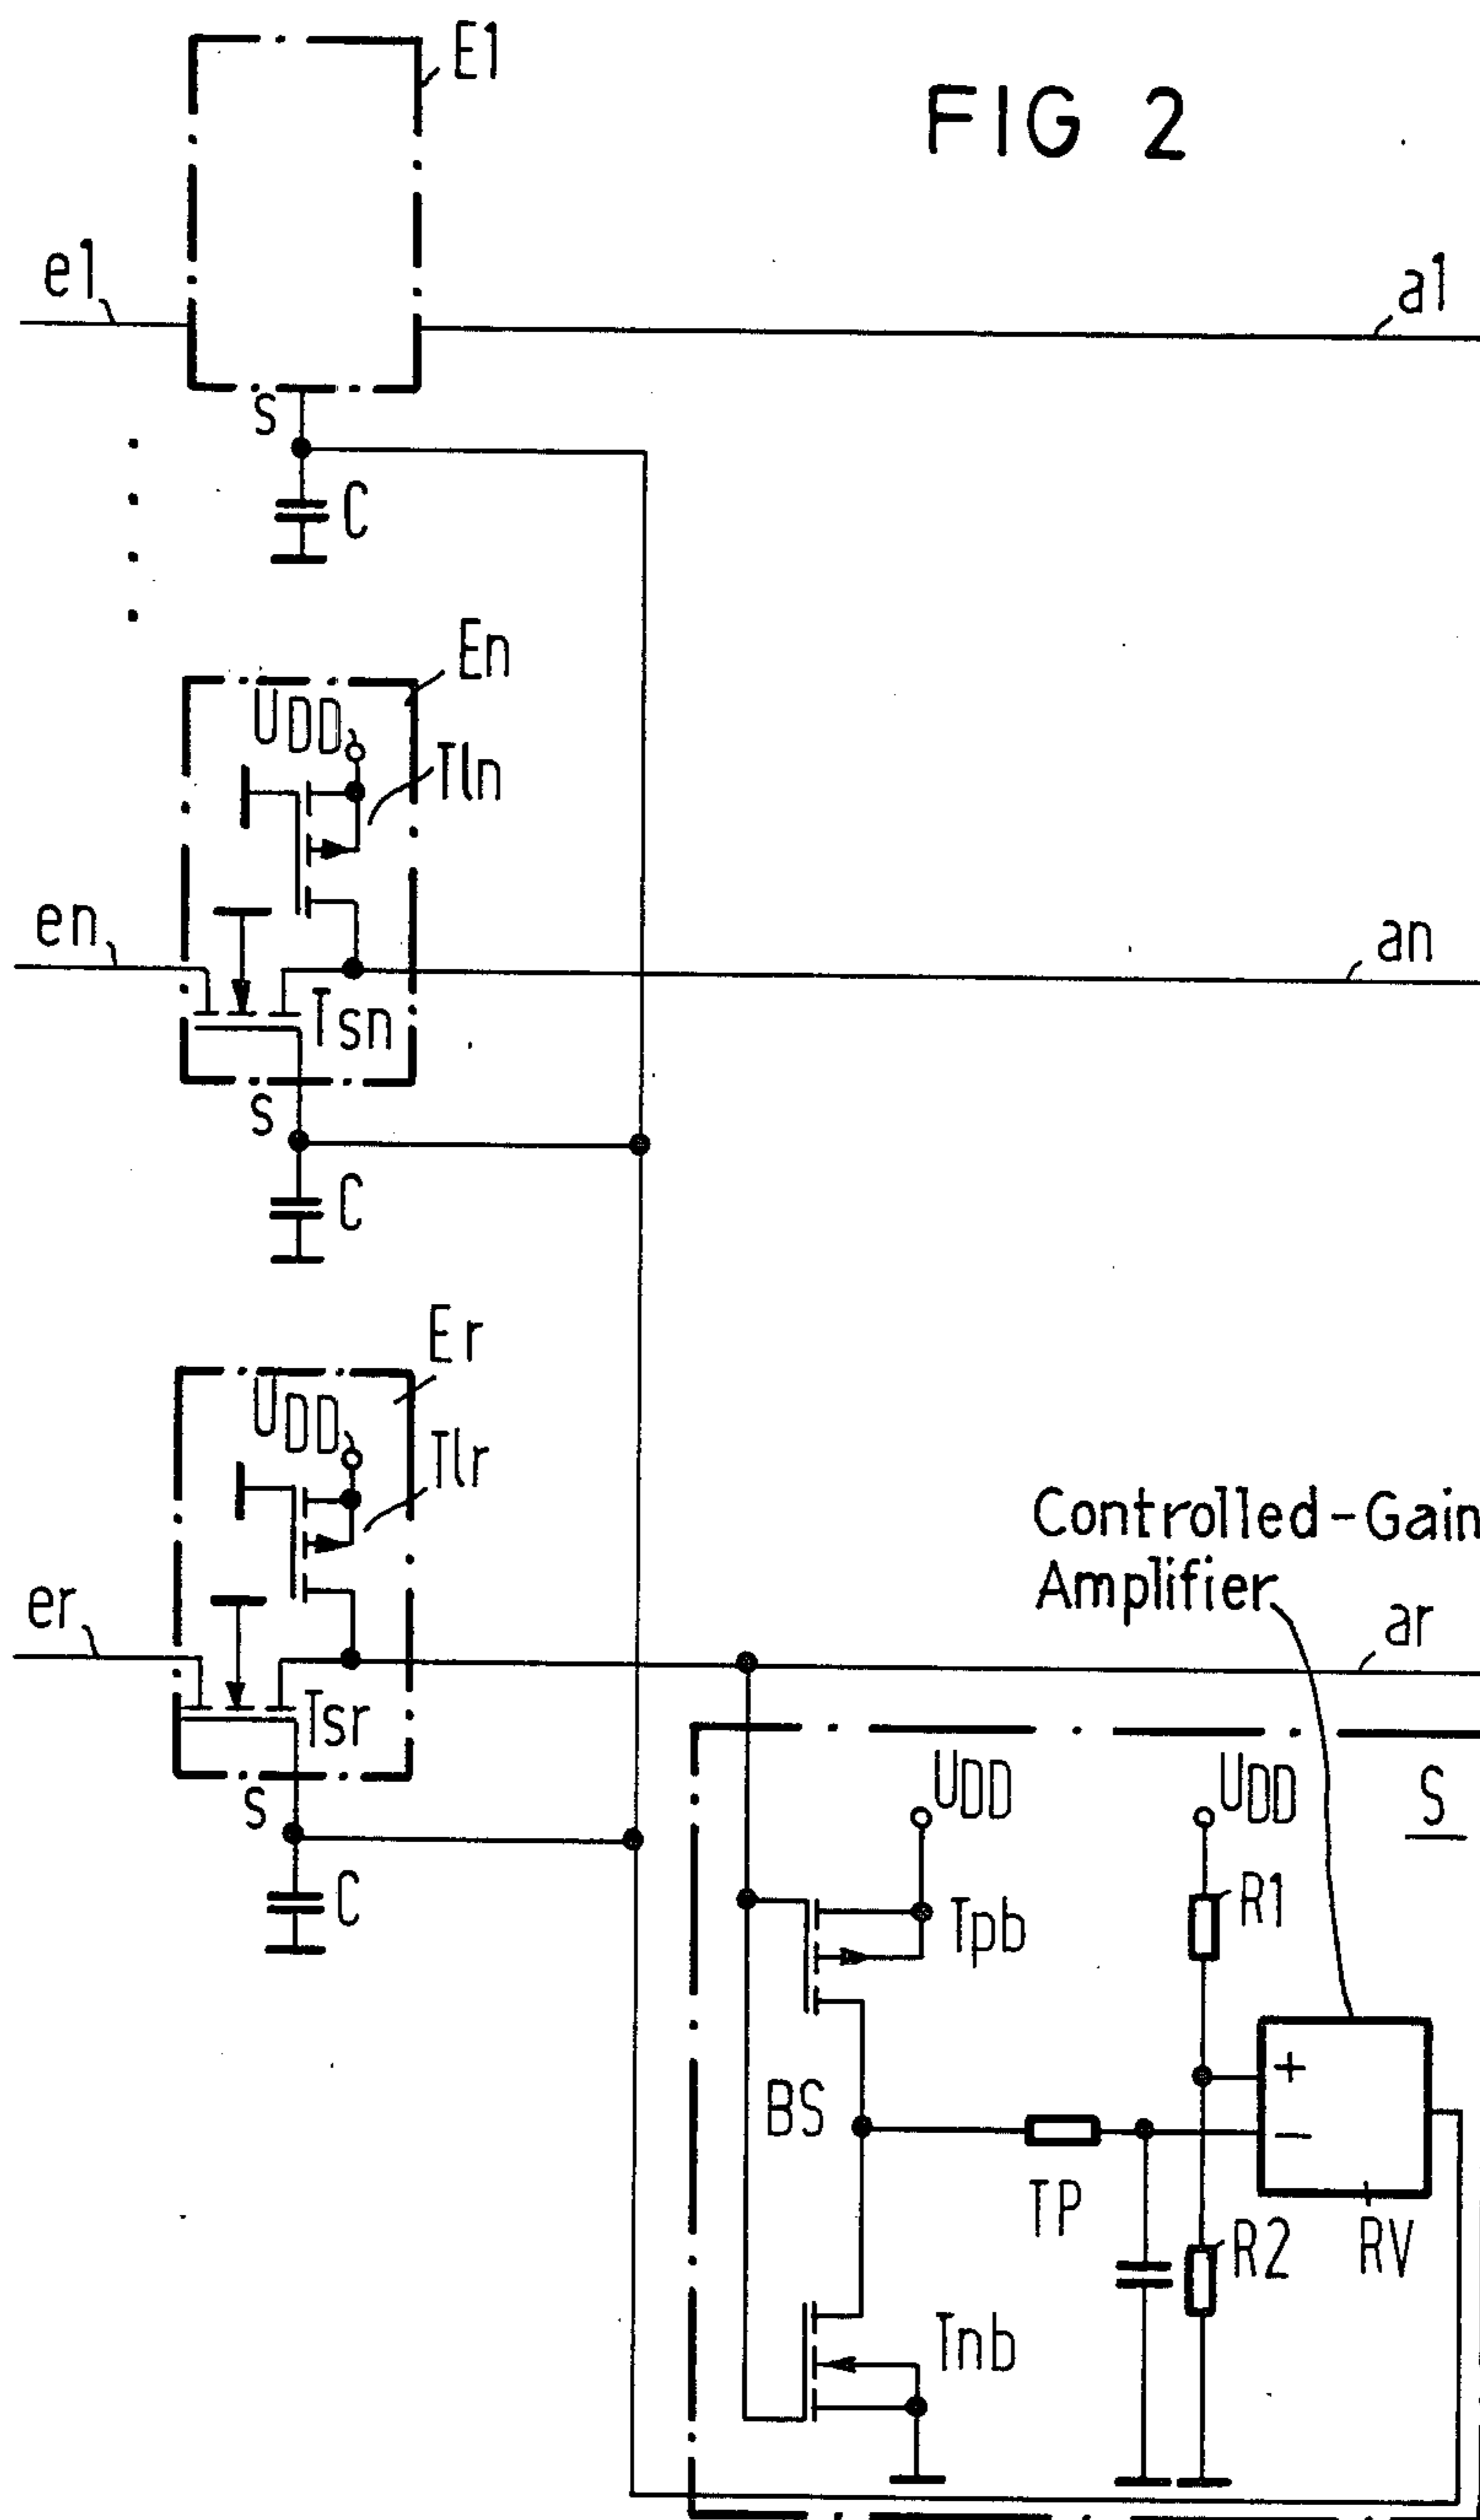 E1
FIG 2
e1
a1
s
C
En
UDD
Tln
en
an
Tsn
s
C
Er
UDD
Tlr
Controlled-Gain
Amplifier
er
ar
Tsr
s
UDD
UDD
S
C
R1
Tpb
+
BS
−
TP
R2
RV
Tnb